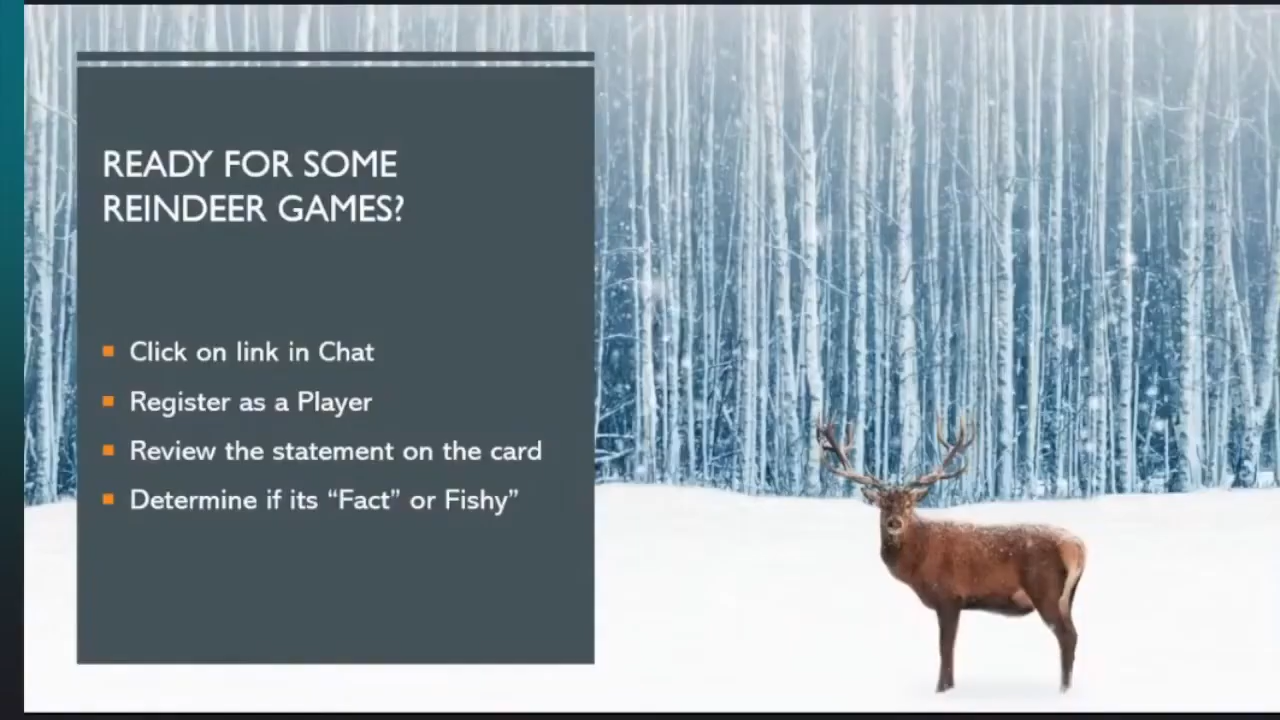 READY FOR SOME
REINDEER GAMES?
Click on link in Chat
Register as a Player
Review the statement on the card
Determine if its “Fact” or Fishy”